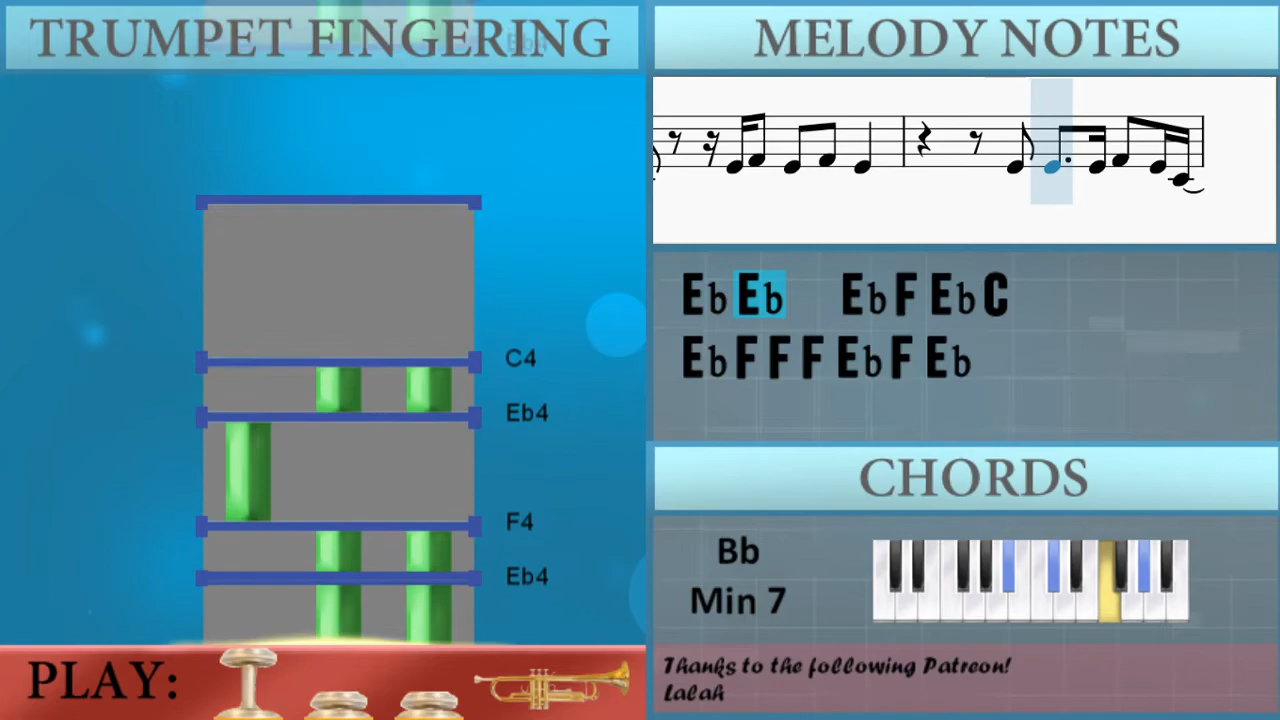 TRUMPET FINGERING
C4
Eb4
F4
Eb4
PLAY:
MELODY NOTES
Eb Eb Eb F Eb C
Eb F F F Eb F Eb
CHORDS
Bb
Min 7
Thanks to the following Patreon!
Lalah